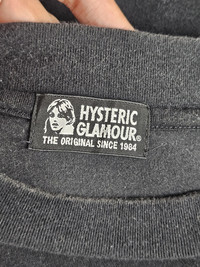 HYSTERIC
GLAMOUR®
THE ORIGINAL SINCE 1984